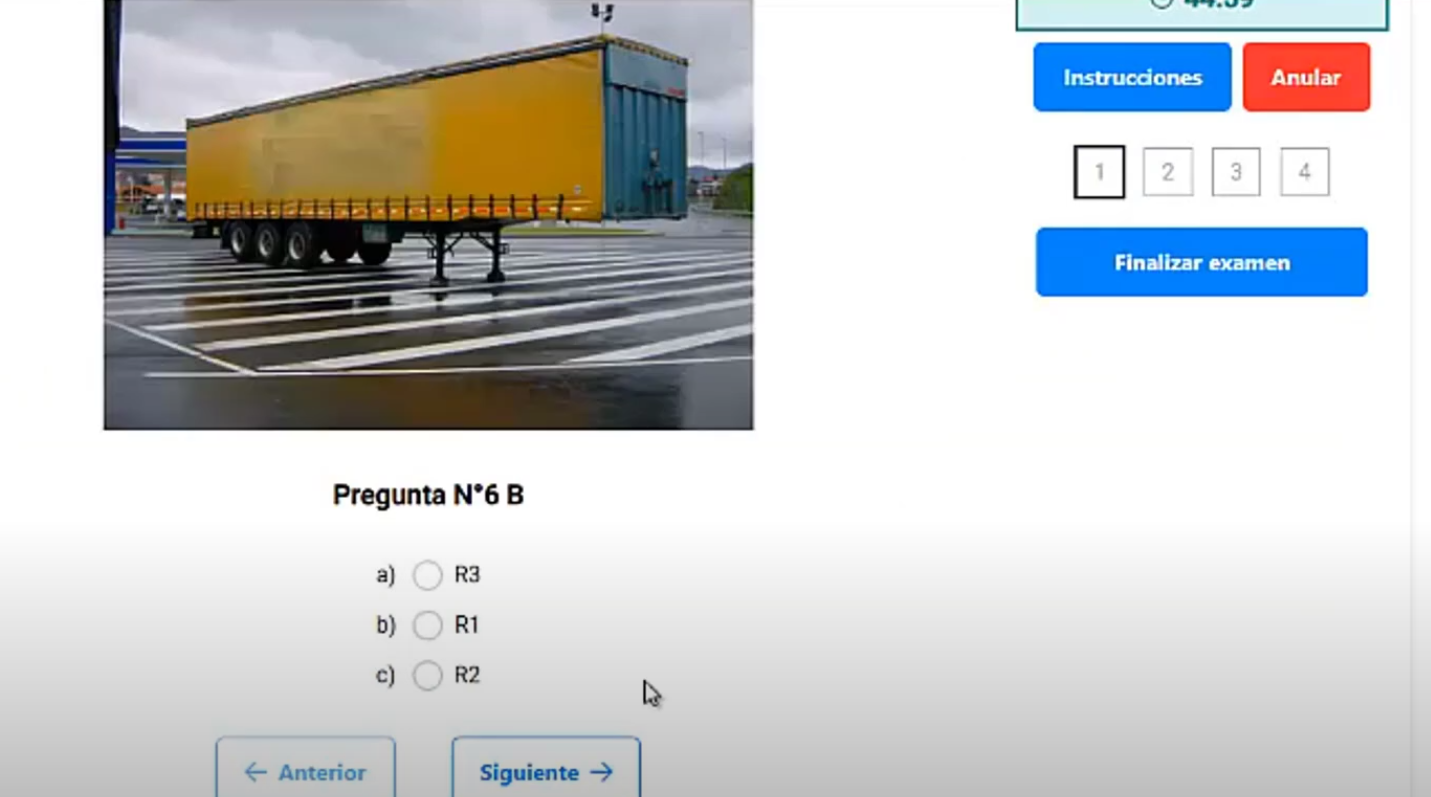 Instrucciones
Anular
1
2
3
4
Finalizar examen
Pregunta N°6 B
a) R3
b) R1
c) R2
← Anterior
Siguiente →